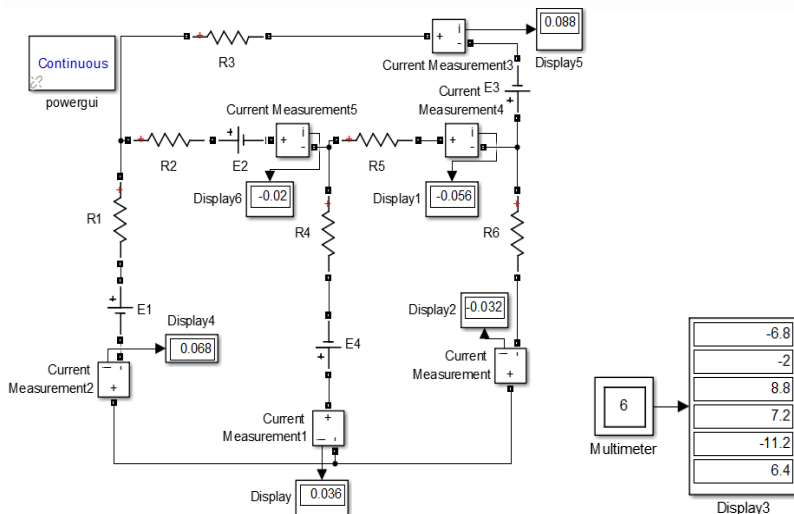 R3
+
i
-
0.088
Display5
Current Measurement3
Continuous
powergui
E3
+
Current
Measurement4
Current Measurement5
+
R2
+
E2
+
i
-
+
R5
+
i
-
Display6
-0.02
Display1
-0.056
+
R1
+
R4
+
R6
+
E1
Display4
0.068
Display2
-0.032
E4
+
Current
Measurement2
i
-
+
Current
Measurement
i
-
+
Current
Measurement1
+
i
-
Display
0.036
6
Multimeter
-6.8
-2
8.8
7.2
-11.2
6.4
Display3